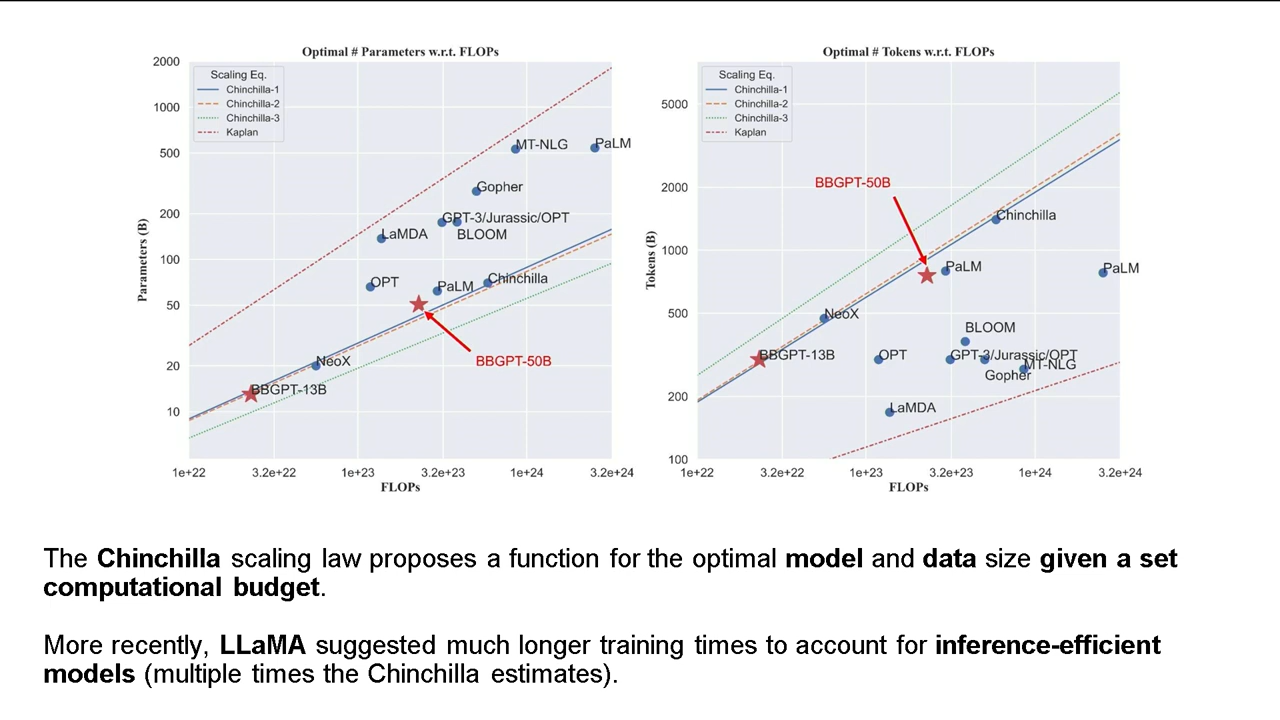 Optimal # Parameters w.r.t. FLOPs
Scaling Eq.
Chinchilla-1
Chinchilla-2
Chinchilla-3
Kaplan
2000
1000
500
200
100
50
20
10
Parameters (B)
MT-NLG
PaLM
Gopher
GPT-3/Jurassic/OPT
LaMDA
BLOOM
OPT
PaLM
Chinchilla
BBGPT-50B
NeoX
BBGPT-13B
1e+22
3.2e+22
1e+23
3.2e+23
1e+24
3.2e+24
FLOPs
Optimal # Tokens w.r.t. FLOPs
Scaling Eq.
Chinchilla-1
Chinchilla-2
Chinchilla-3
Kaplan
5000
2000
1000
500
200
100
Tokens (B)
BBGPT-50B
Chinchilla
PaLM
PaLM
NeoX
BLOOM
BBGPT-13B
OPT
GPT-3/Jurassic/OPT
MT-NLG
Gopher
LaMDA
1e+22
3.2e+22
1e+23
3.2e+23
1e+24
3.2e+24
FLOPs
The Chinchilla scaling law proposes a function for the optimal model and data size given a set
computational budget.
More recently, LLaMA suggested much longer training times to account for inference-efficient
models (multiple times the Chinchilla estimates).